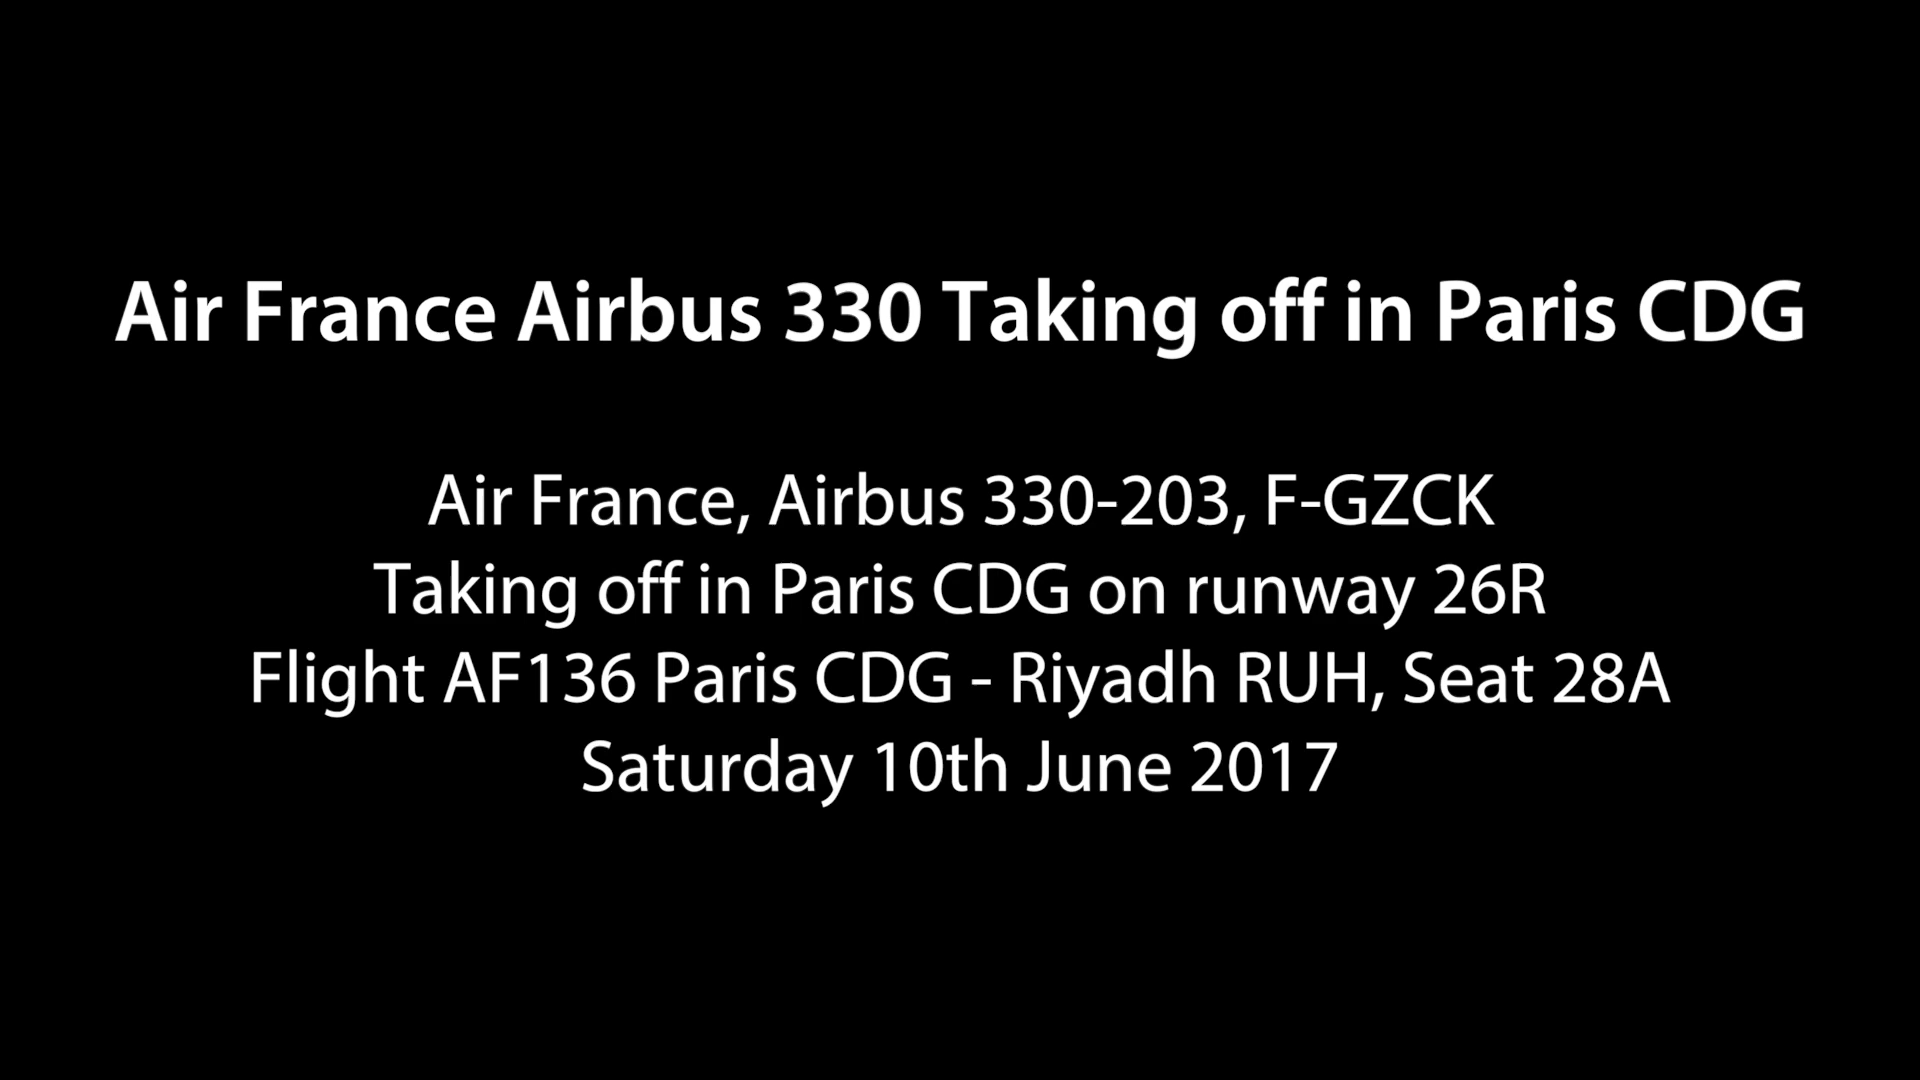 Air France Airbus 330 Taking off in Paris CDG
Air France, Airbus 330-203, F-GZCK
Taking off in Paris CDG on runway 26R
Flight AF136 Paris CDG - Riyadh RUH, Seat 28A
Saturday 10th June 2017